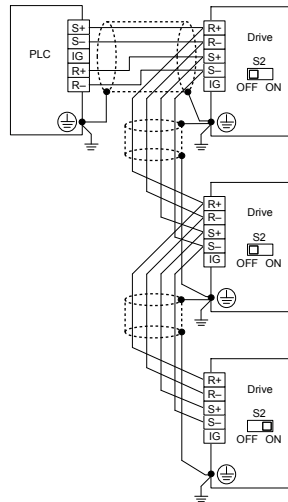 PLC
S+
S–
IG
R+
R–
R+
R–
S+
S–
IG
Drive
S2
OFF ON
R+
R–
S+
S–
IG
Drive
S2
OFF ON
R+
R–
S+
S–
IG
Drive
S2
OFF ON